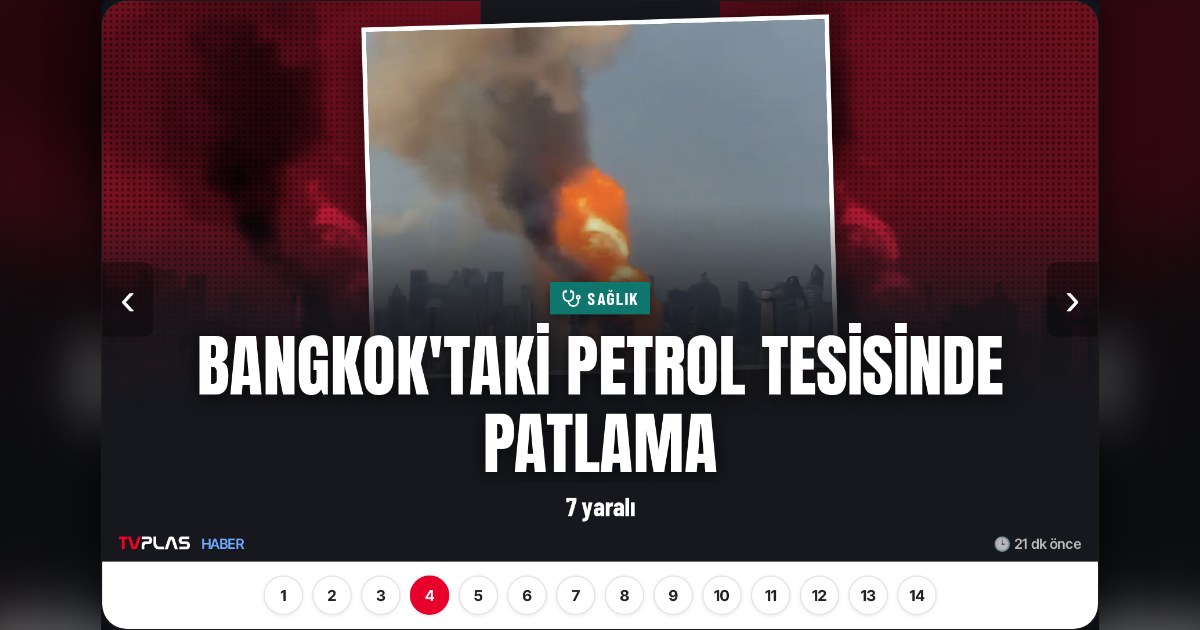 SAĞLIK
BANGKOK'TAKİ PETROL TESİSİNDE
PATLAMA
7 yaralı
TVPLAS HABER
21 dk önce
1 2 3 4 5 6 7 8 9 10 11 12 13 14